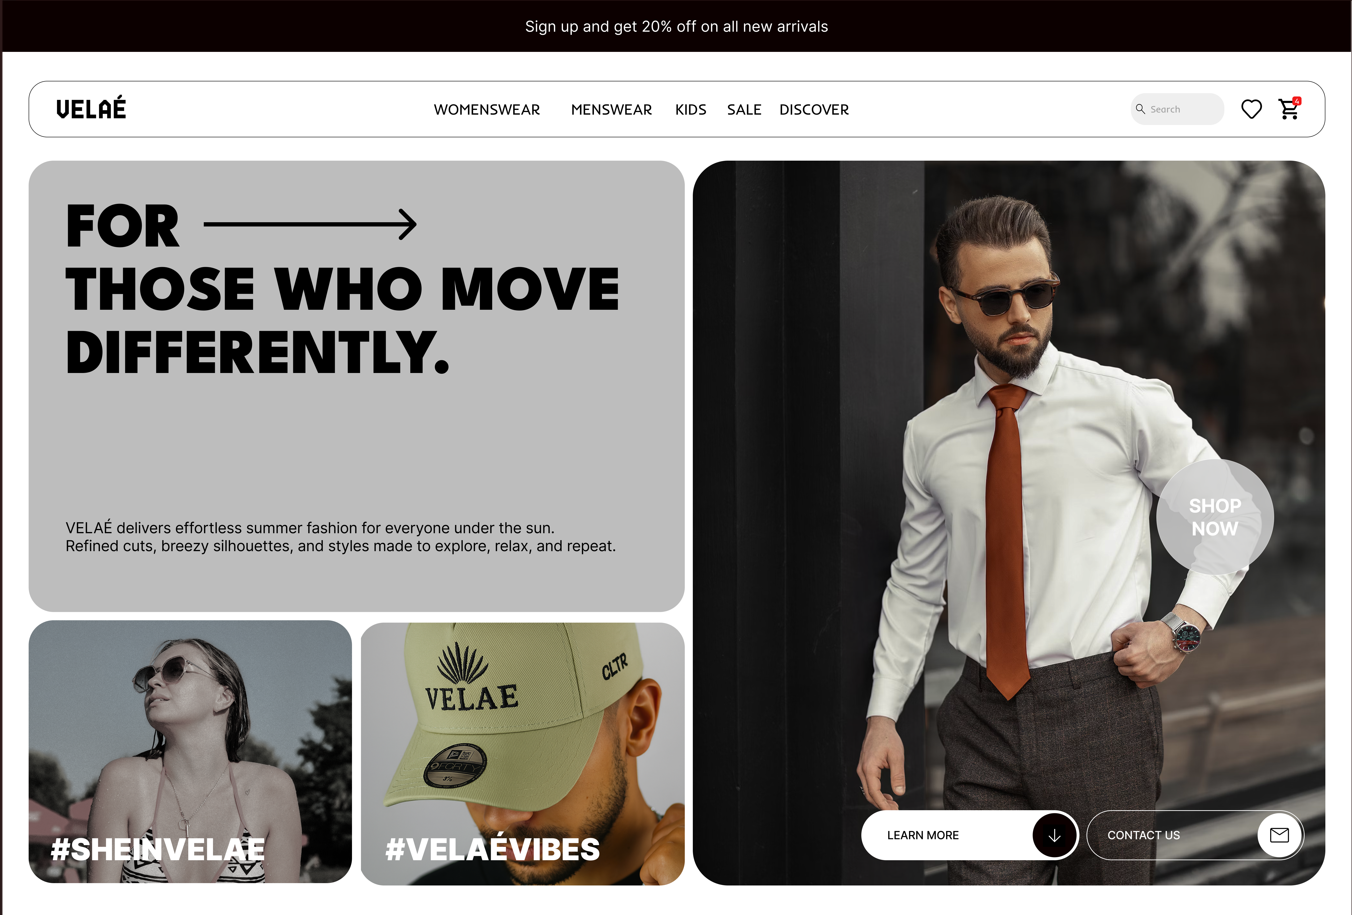 Sign up and get 20% off on all new arrivals
VELAÉ
WOMENSWEAR MENSWEAR KIDS SALE DISCOVER
Search
4
FOR
THOSE WHO MOVE
DIFFERENTLY.
VELAÉ delivers effortless summer fashion for everyone under the sun.
Refined cuts, breezy silhouettes, and styles made to explore, relax, and repeat.
SHOP
NOW
#SHEINVELAE
VELAE
CLTR
#VELAÉVIBES
LEARN MORE
CONTACT US